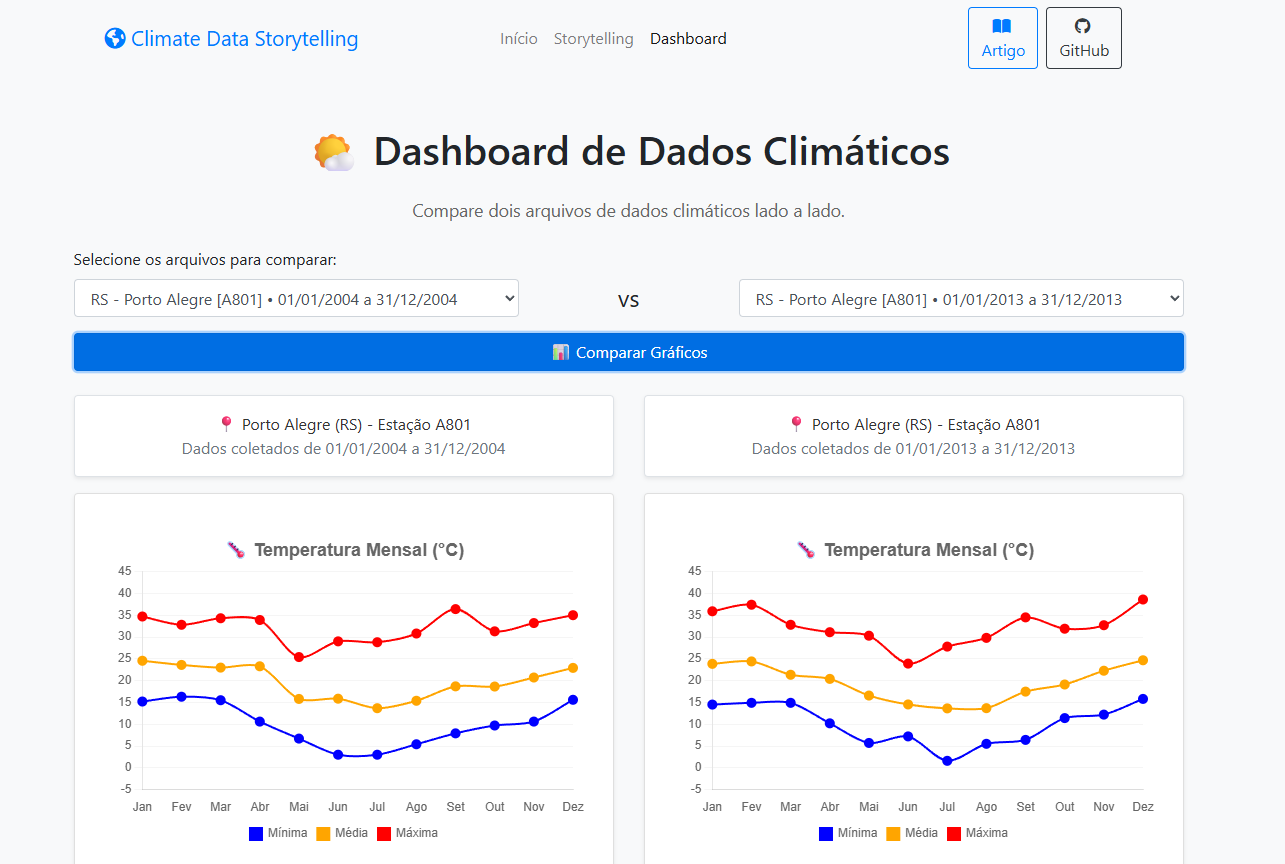 Climate Data Storytelling
Início Storytelling Dashboard
Artigo
GitHub
Dashboard de Dados Climáticos
Compare dois arquivos de dados climáticos lado a lado.
Selecione os arquivos para comparar:
RS - Porto Alegre [A801] • 01/01/2004 a 31/12/2004
VS
RS - Porto Alegre [A801] • 01/01/2013 a 31/12/2013
Comparar Gráficos
Porto Alegre (RS) - Estação A801
Dados coletados de 01/01/2004 a 31/12/2004
Porto Alegre (RS) - Estação A801
Dados coletados de 01/01/2013 a 31/12/2013
Temperatura Mensal (°C)
45
40
35
30
25
20
15
10
5
0
-5
Jan Fev Mar Abr Mai Jun Jul Ago Set Out Nov Dez
Mínima Média Máxima
Temperatura Mensal (°C)
45
40
35
30
25
20
15
10
5
0
-5
Jan Fev Mar Abr Mai Jun Jul Ago Set Out Nov Dez
Mínima Média Máxima